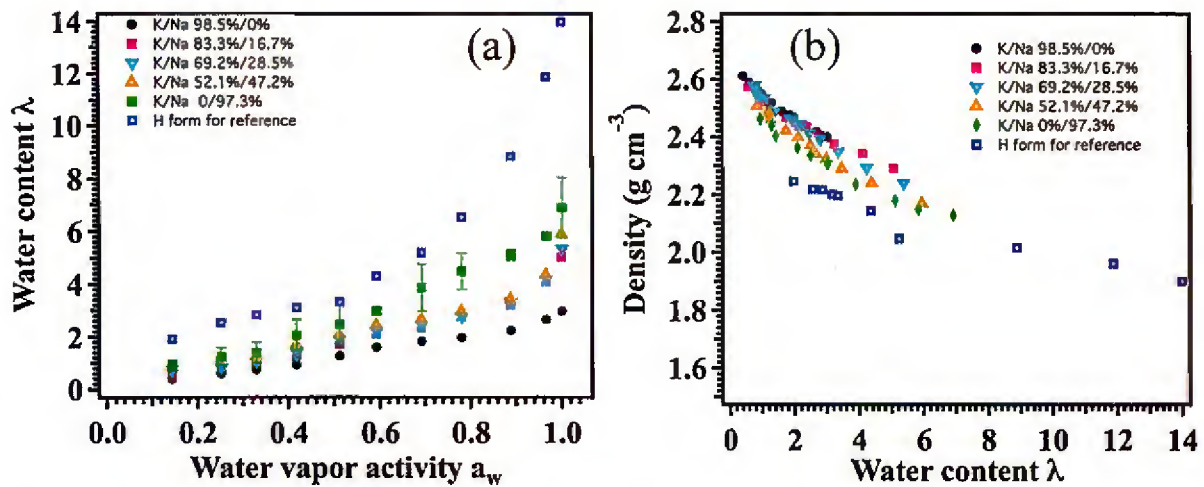 (a)
K/Na 98.5%/0%
K/Na 83.3%/16.7%
K/Na 69.2%/28.5%
K/Na 52.1%/47.2%
K/Na 0/97.3%
H form for reference
Water content λ
14
12
10
8
6
4
2
0
0.0 0.2 0.4 0.6 0.8 1.0
Water vapor activity a_w
(b)
K/Na 98.5%/0%
K/Na 83.3%/16.7%
K/Na 69.2%/28.5%
K/Na 52.1%/47.2%
K/Na 0%/97.3%
H form for reference
Density (g cm⁻³)
2.8
2.6
2.4
2.2
2.0
1.8
1.6
0 2 4 6 8 10 12 14
Water content λ